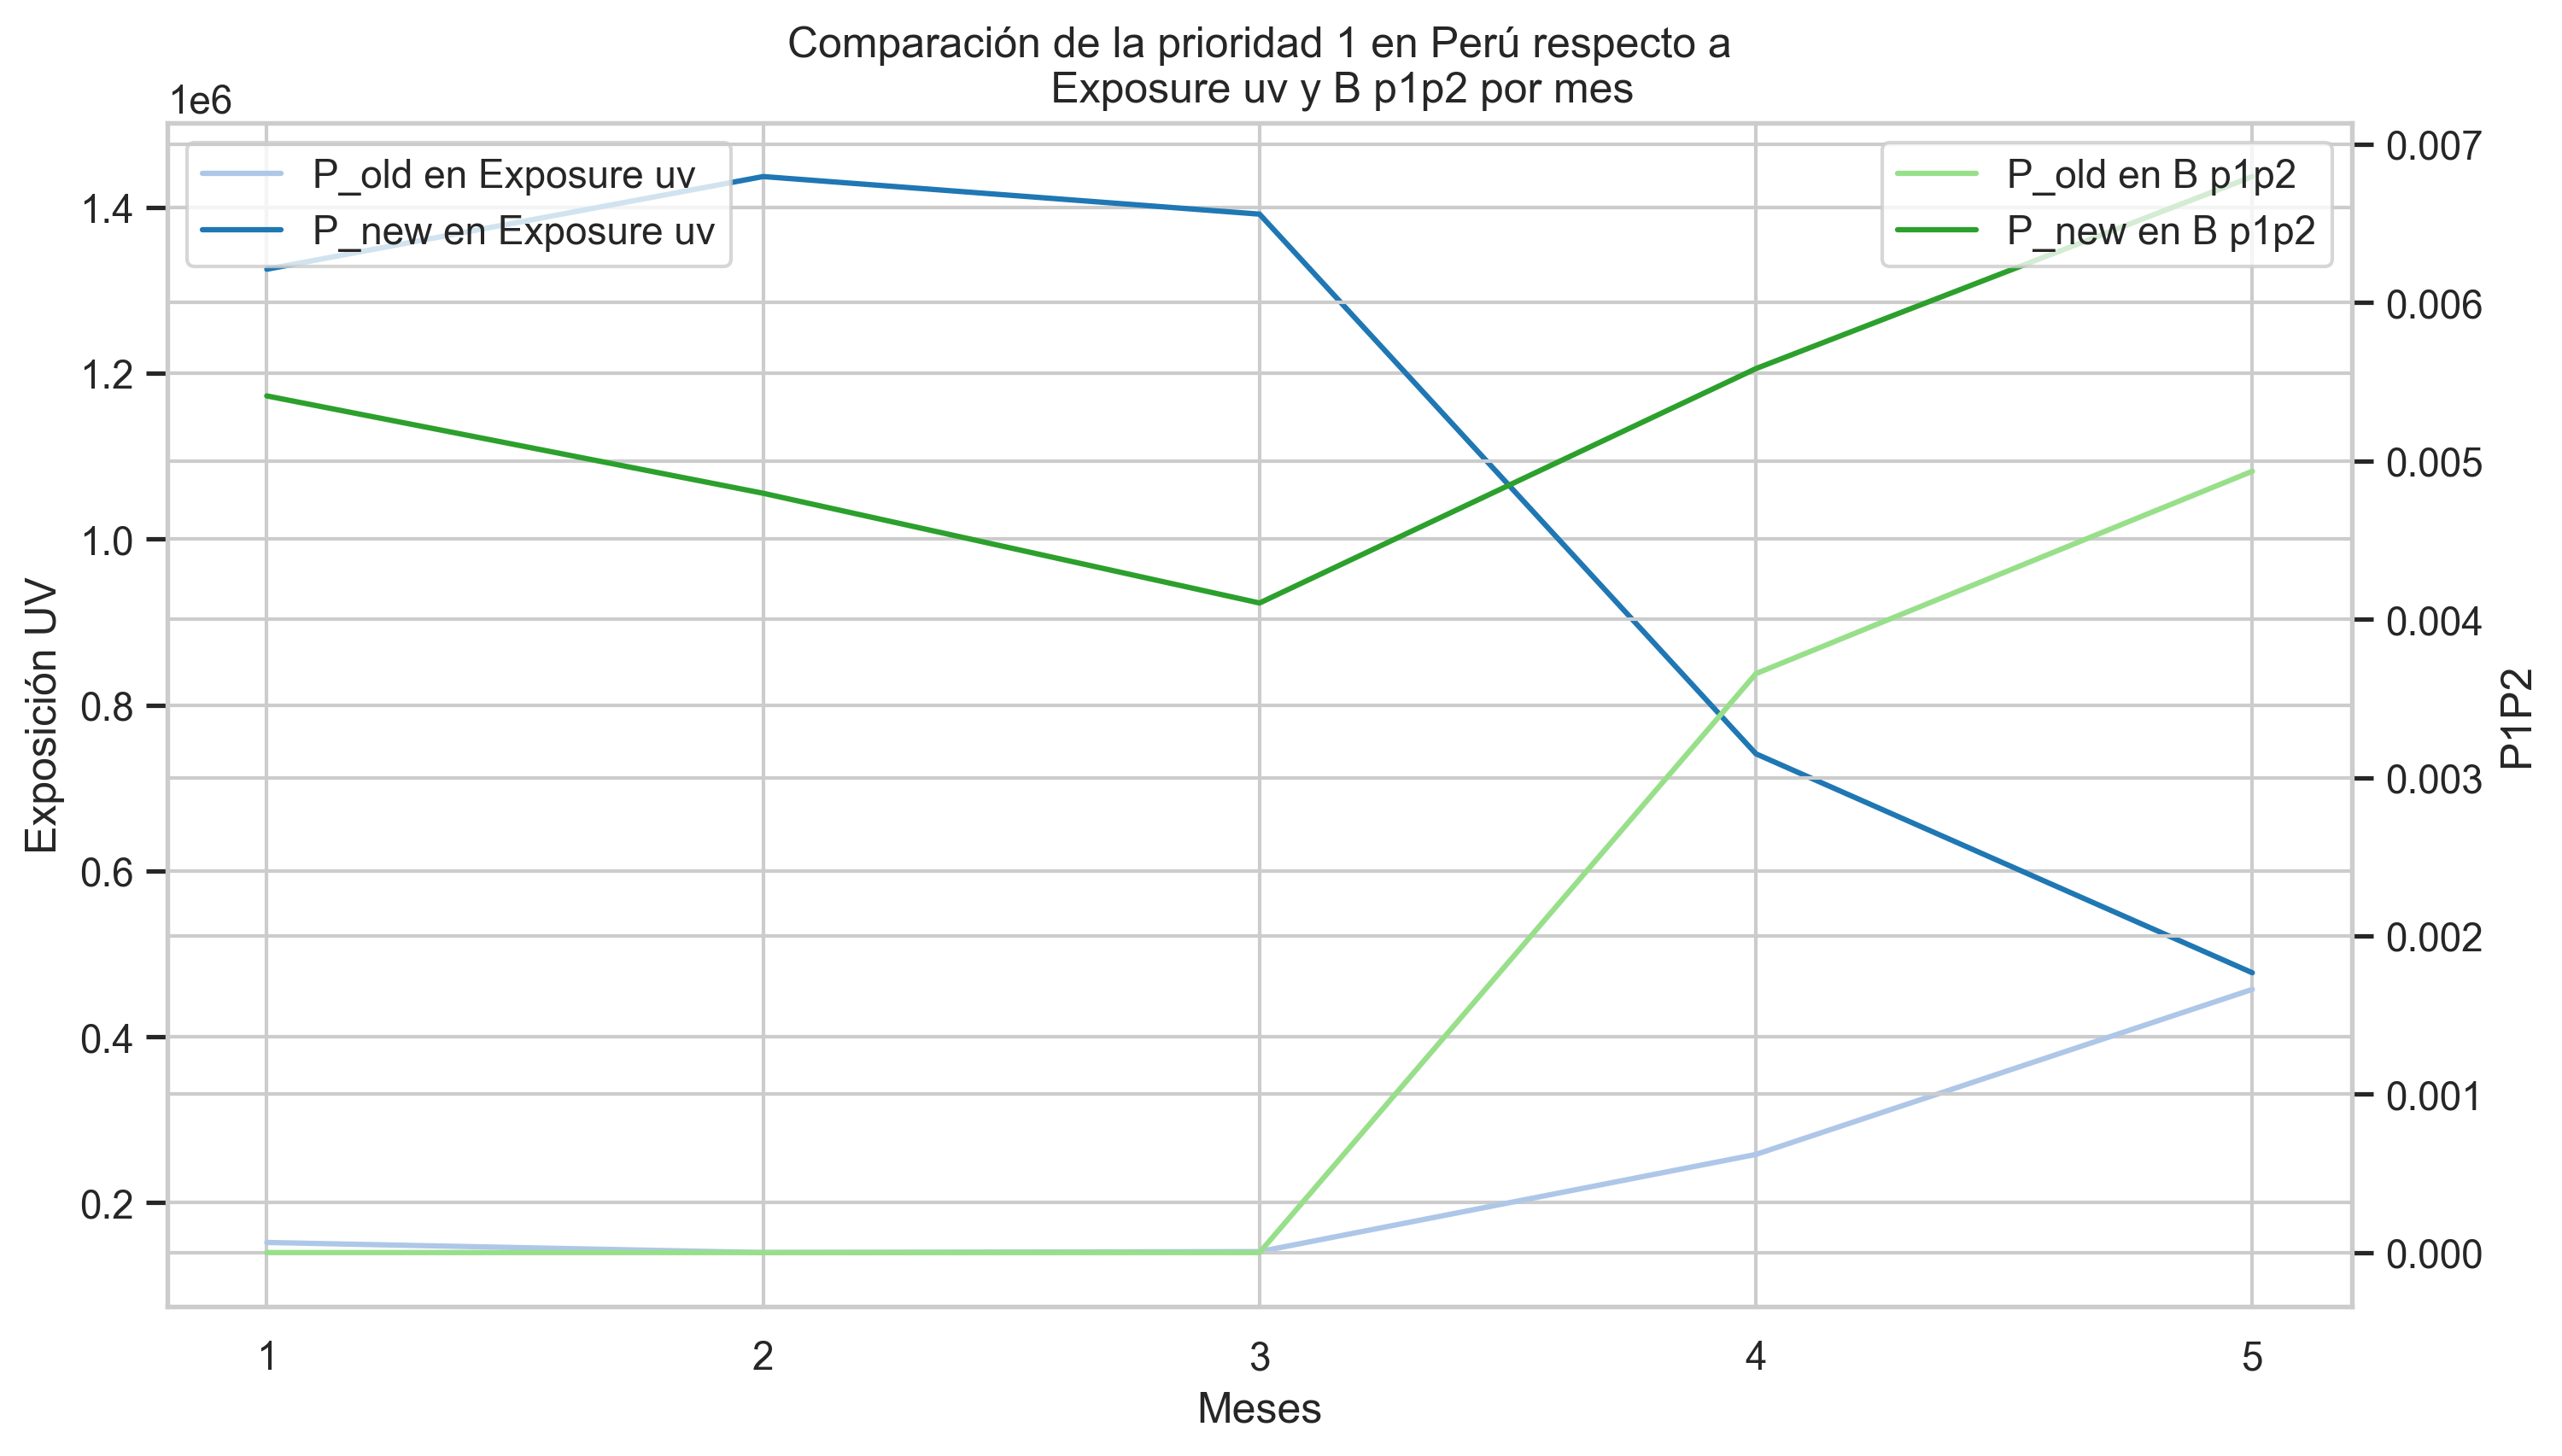 Comparación de la prioridad 1 en Perú respecto a
Exposure uv y B p1p2 por mes
1e6
P_old en Exposure uv
P_new en Exposure uv
P_old en B p1p2
P_new en B p1p2
1.4
1.2
1.0
0.8
0.6
0.4
0.2
Exposición UV
0.007
0.006
0.005
0.004
0.003
0.002
0.001
0.000
P1P2
1 2 3 4 5
Meses